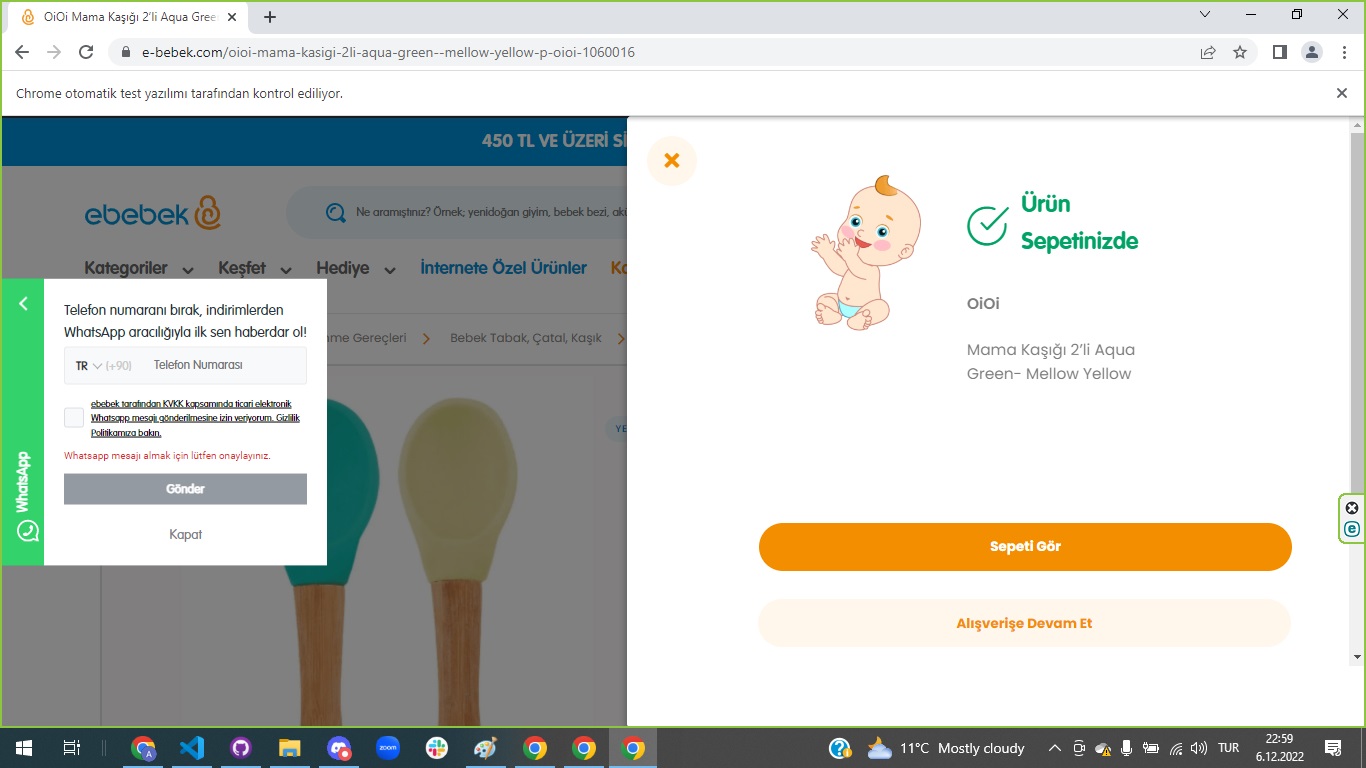 OiOi Mama Kaşığı 2'li Aqua Gree
e-bebek.com/oioi-mama-kasigi-2li-aqua-green--mellow-yellow-p-oioi-1060016
Chrome otomatik test yazılımı tarafından kontrol ediliyor.
450 TL VE ÜZERİ Sİ
ebebek
Ne aramıştınız? Örnek; yenidoğan giyim, bebek bezi, akü
Kategoriler
Keşfet
Hediye
İnternete Özel Ürünler
Ka
Telefon numaranı bırak, indirimlerden
WhatsApp aracılığıyla ilk sen haberdar ol!
TR (+90) Telefon Numarası
ebebek tarafından KVKK kapsamında ticari elektronik
Whatsapp mesajı gönderilmesine izin veriyorum. Gizlilik
Politikamıza bakın.
Whatsapp mesajı almak için lütfen onaylayınız.
Gönder
Kapat
WhatsApp
nme Gereçleri
Bebek Tabak, Çatal, Kaşık
YE
Ürün
Sepetinizde
OiOi
Mama Kaşığı 2'li Aqua
Green- Mellow Yellow
Sepeti Gör
Alışverişe Devam Et
e
A
zoom
11°C Mostly cloudy
TUR
22:59
6.12.2022